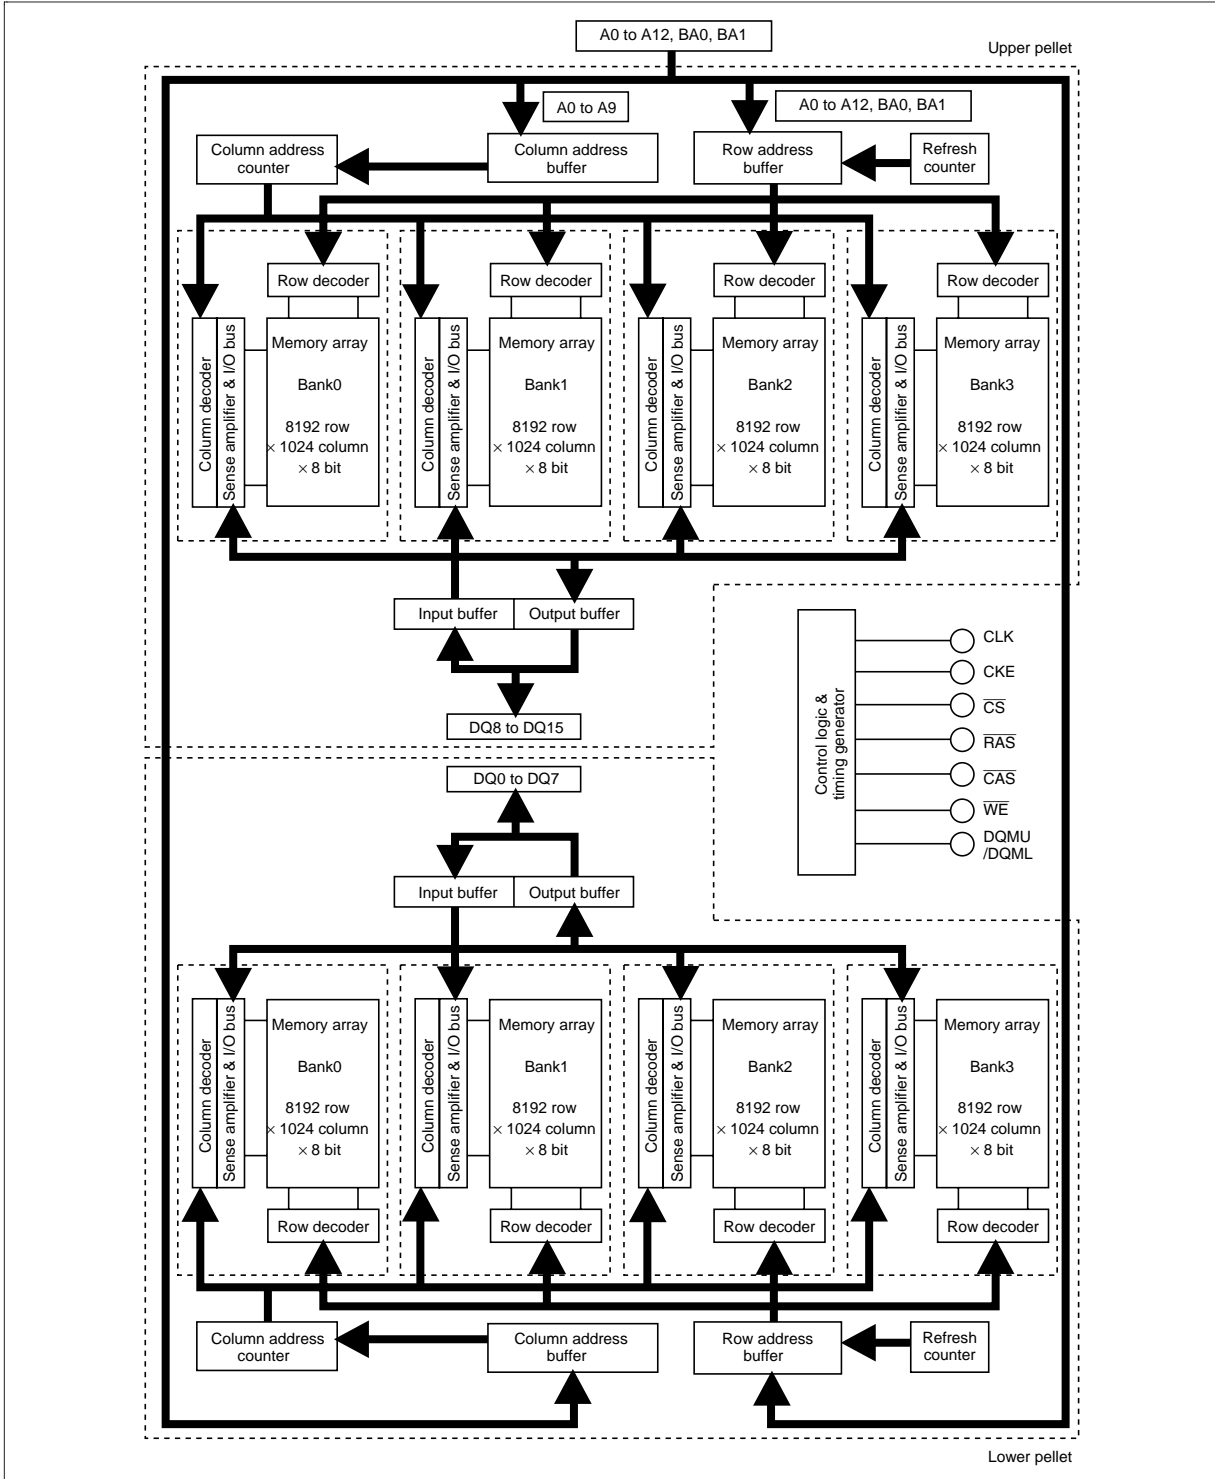 A0 to A12, BA0, BA1
Upper pellet
A0 to A9
A0 to A12, BA0, BA1
Column address
counter
Column address
buffer
Row address
buffer
Refresh
counter
Row decoder
Row decoder
Row decoder
Row decoder
Column decoder
Sense amplifier & I/O bus
Memory array
Bank0
8192 row
× 1024 column
× 8 bit
Column decoder
Sense amplifier & I/O bus
Memory array
Bank1
8192 row
× 1024 column
× 8 bit
Column decoder
Sense amplifier & I/O bus
Memory array
Bank2
8192 row
× 1024 column
× 8 bit
Column decoder
Sense amplifier & I/O bus
Memory array
Bank3
8192 row
× 1024 column
× 8 bit
Input buffer
Output buffer
DQ8 to DQ15
Control logic &
timing generator
CLK
CKE
C̅S̅
R̅A̅S̅
C̅A̅S̅
W̅E̅
DQMU
/DQML
DQ0 to DQ7
Input buffer
Output buffer
Column decoder
Sense amplifier & I/O bus
Memory array
Bank0
8192 row
× 1024 column
× 8 bit
Column decoder
Sense amplifier & I/O bus
Memory array
Bank1
8192 row
× 1024 column
× 8 bit
Column decoder
Sense amplifier & I/O bus
Memory array
Bank2
8192 row
× 1024 column
× 8 bit
Column decoder
Sense amplifier & I/O bus
Memory array
Bank3
8192 row
× 1024 column
× 8 bit
Row decoder
Row decoder
Row decoder
Row decoder
Column address
counter
Column address
buffer
Row address
buffer
Refresh
counter
Lower pellet